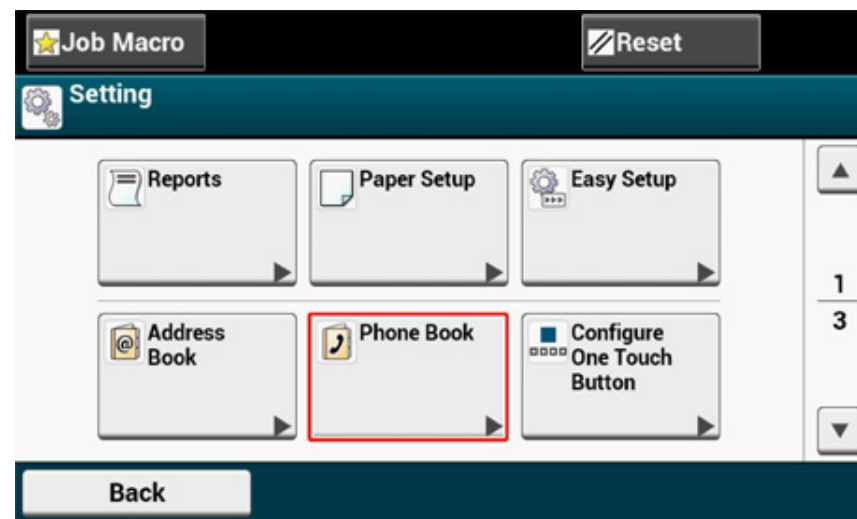 Job Macro
Reset
Setting
Reports
Paper Setup
Easy Setup
1
3
Address
Book
Phone Book
Configure
One Touch
Button
Back